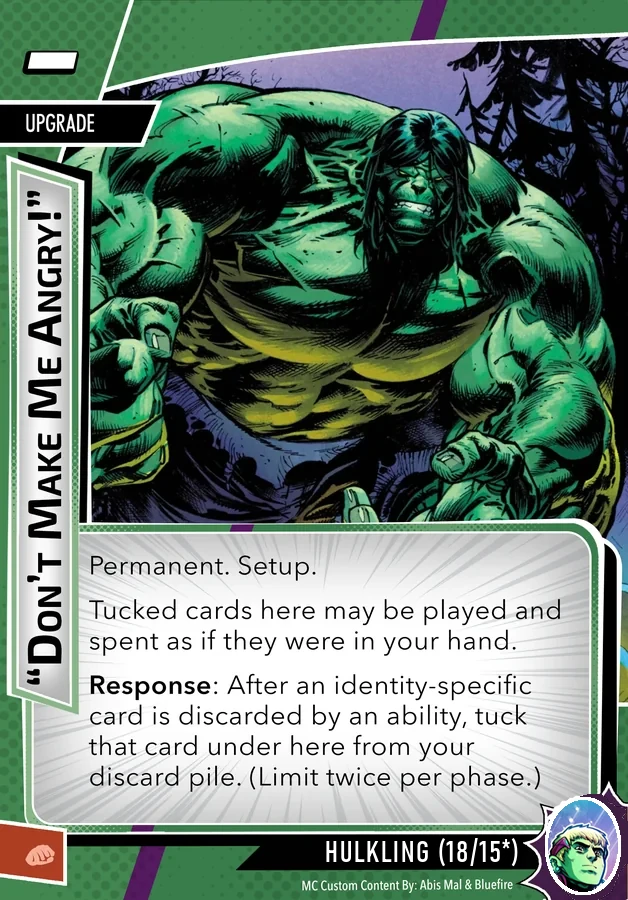 UPGRADE
"DON'T MAKE ME ANGRY!"
Permanent. Setup.
Tucked cards here may be played and
spent as if they were in your hand.
Response: After an identity-specific
card is discarded by an ability, tuck
that card under here from your
discard pile. (Limit twice per phase.)
HULKLING (18/15*)
MC Custom Content By: Abis Mal & Bluefire